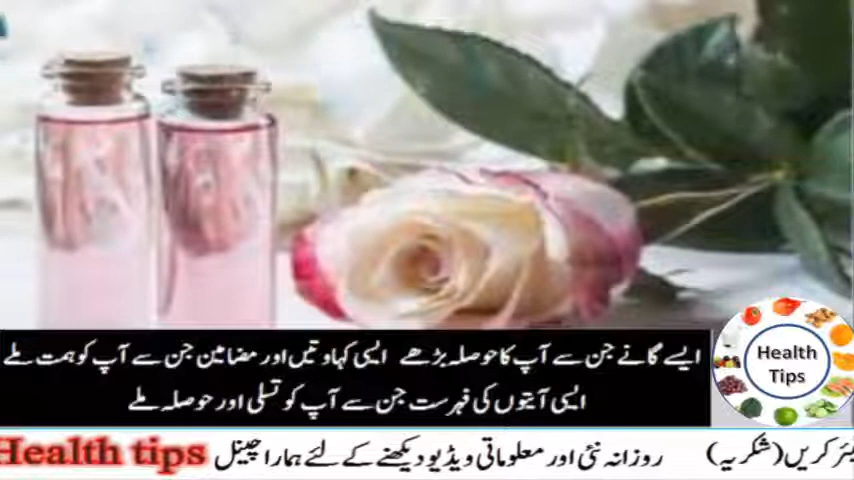 ایسے گانے جن سے آپ کا حوصلہ بڑھے ایسی کہاوتیں اور مضامین جن سے آپ کو ہمت ملے
ایسی آیتوں کی فہرست جن سے آپ کو تسلی اور حوصلہ ملے
Health
Tips
کریں (شکریہ) روزانہ نئی اور معلوماتی ویڈیو دیکھنے کے لئے ہمارا چینل Health tips